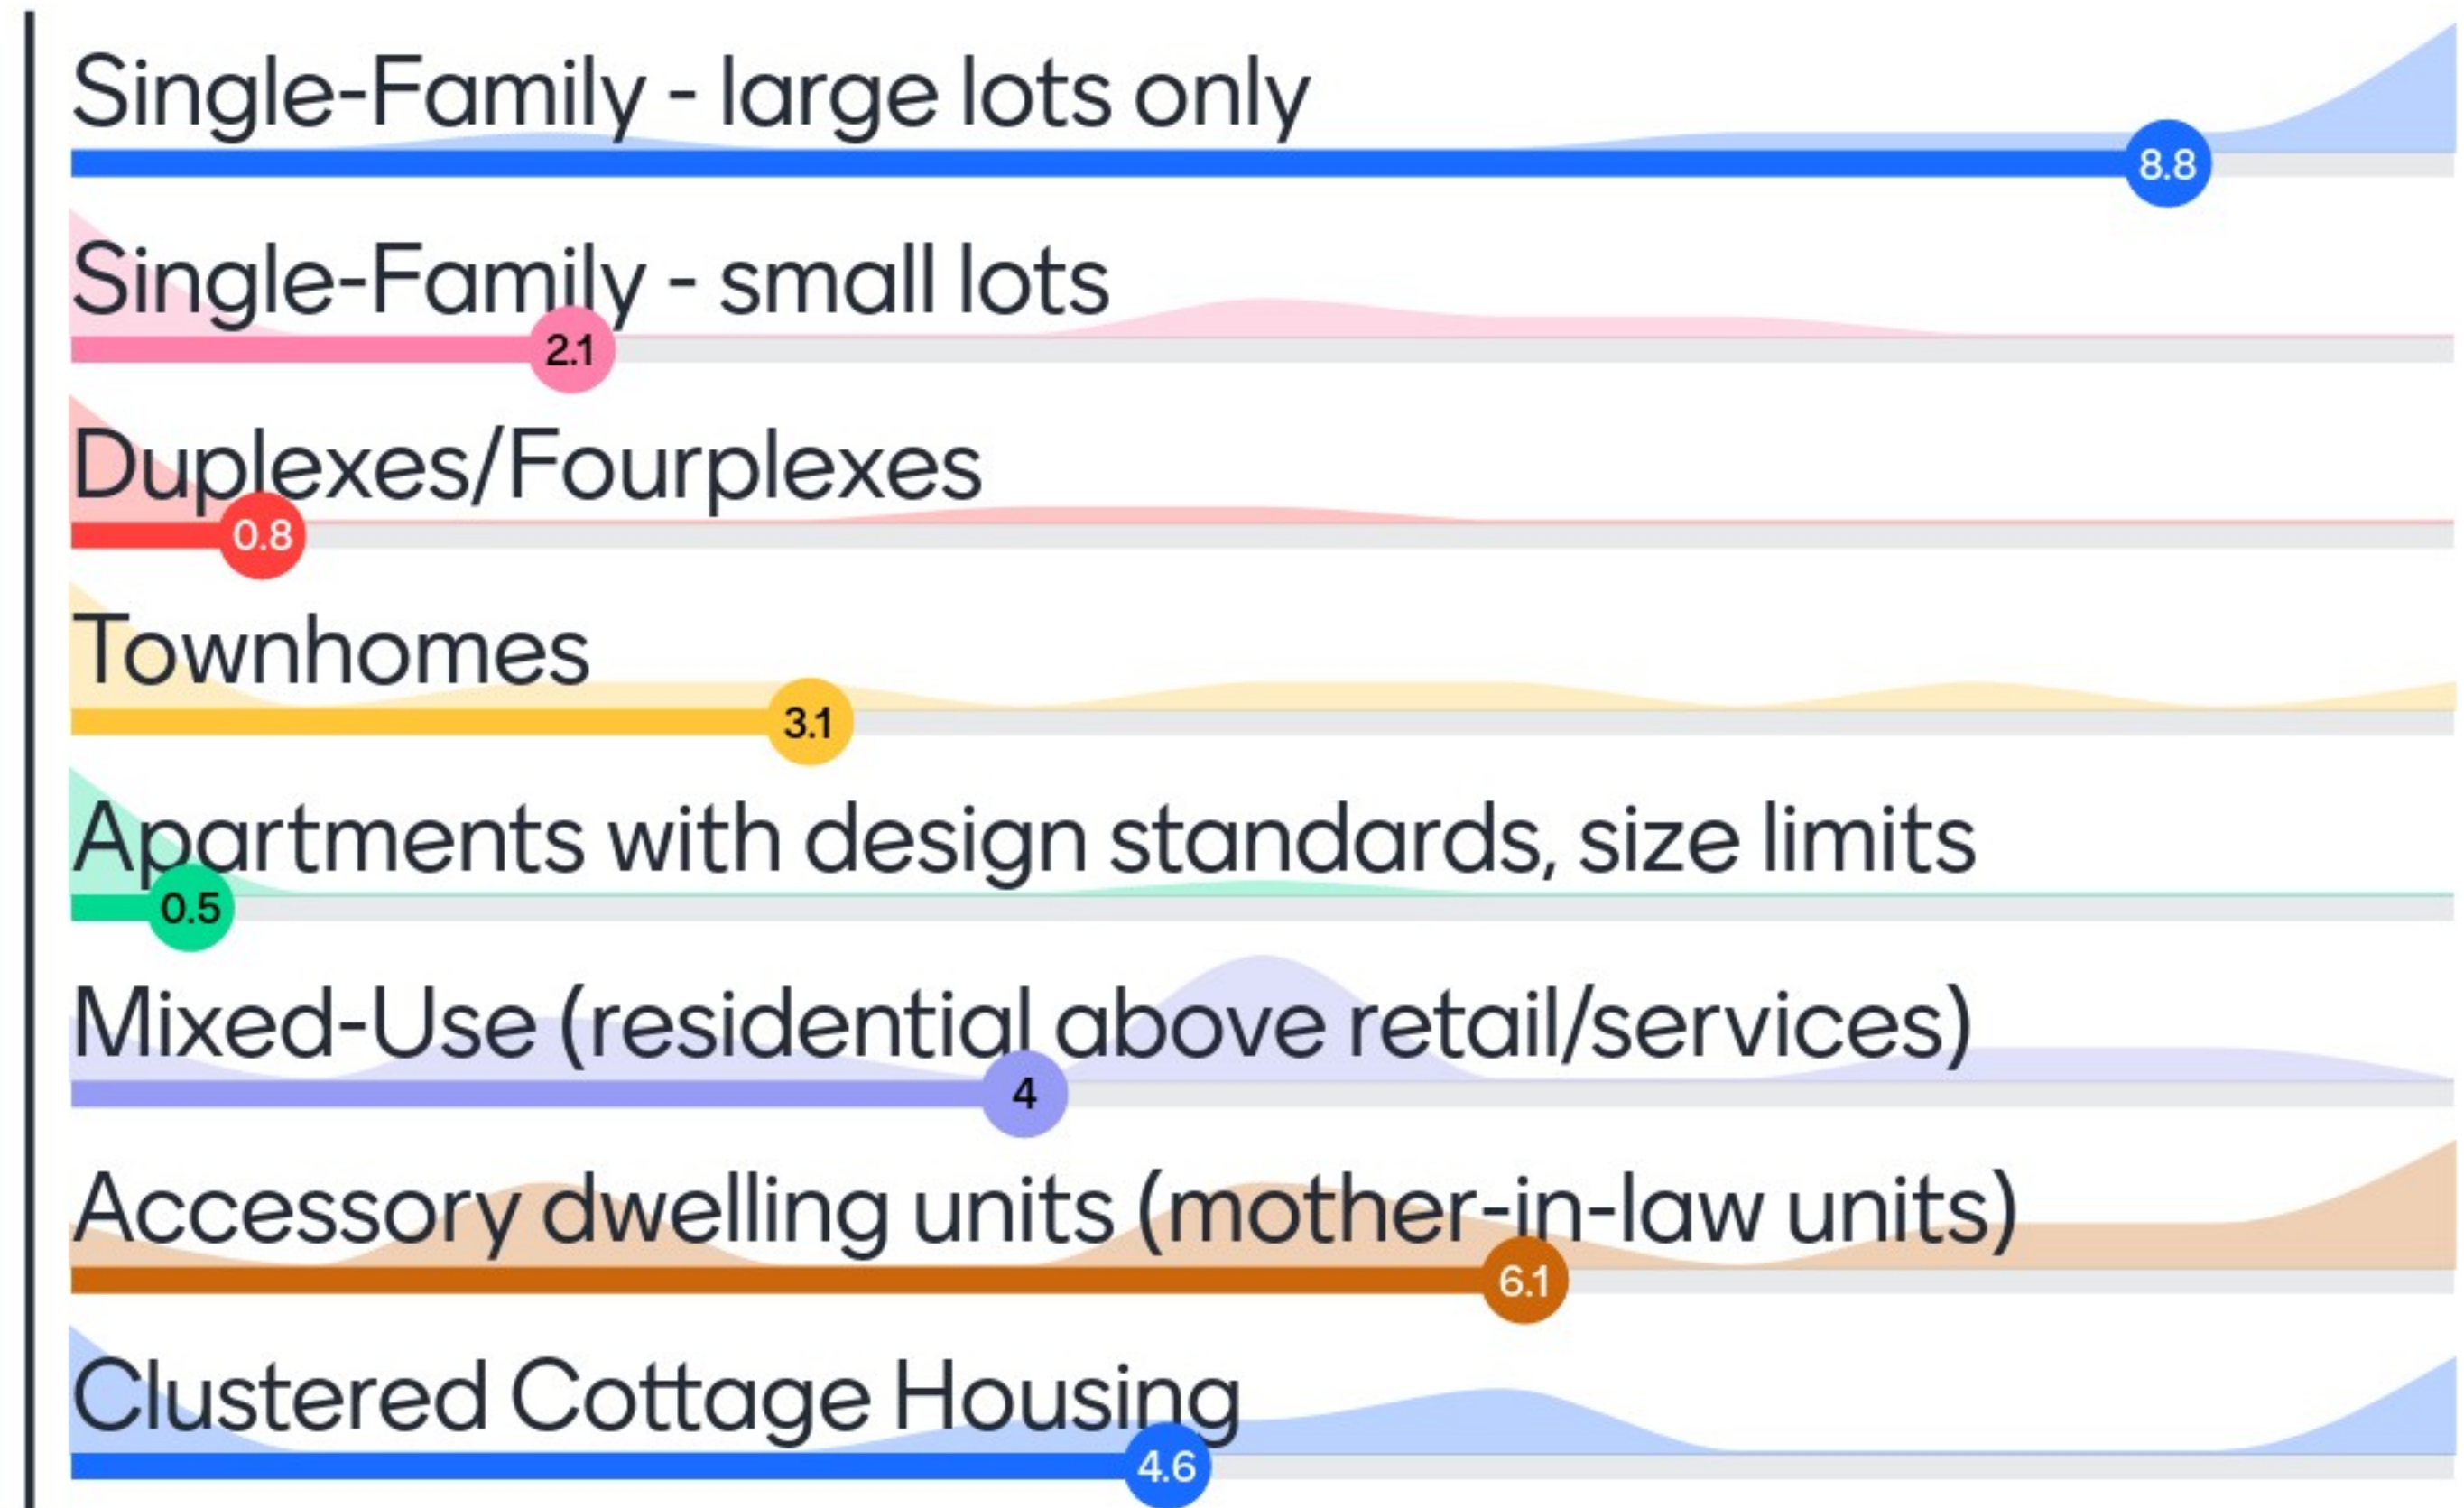 Single-Family - large lots only
8.8
Single-Family - small lots
2.1
Duplexes/Fourplexes
0.8
Townhomes
3.1
Apartments with design standards, size limits
0.5
Mixed-Use (residential above retail/services)
4
Accessory dwelling units (mother-in-law units)
6.1
Clustered Cottage Housing
4.6